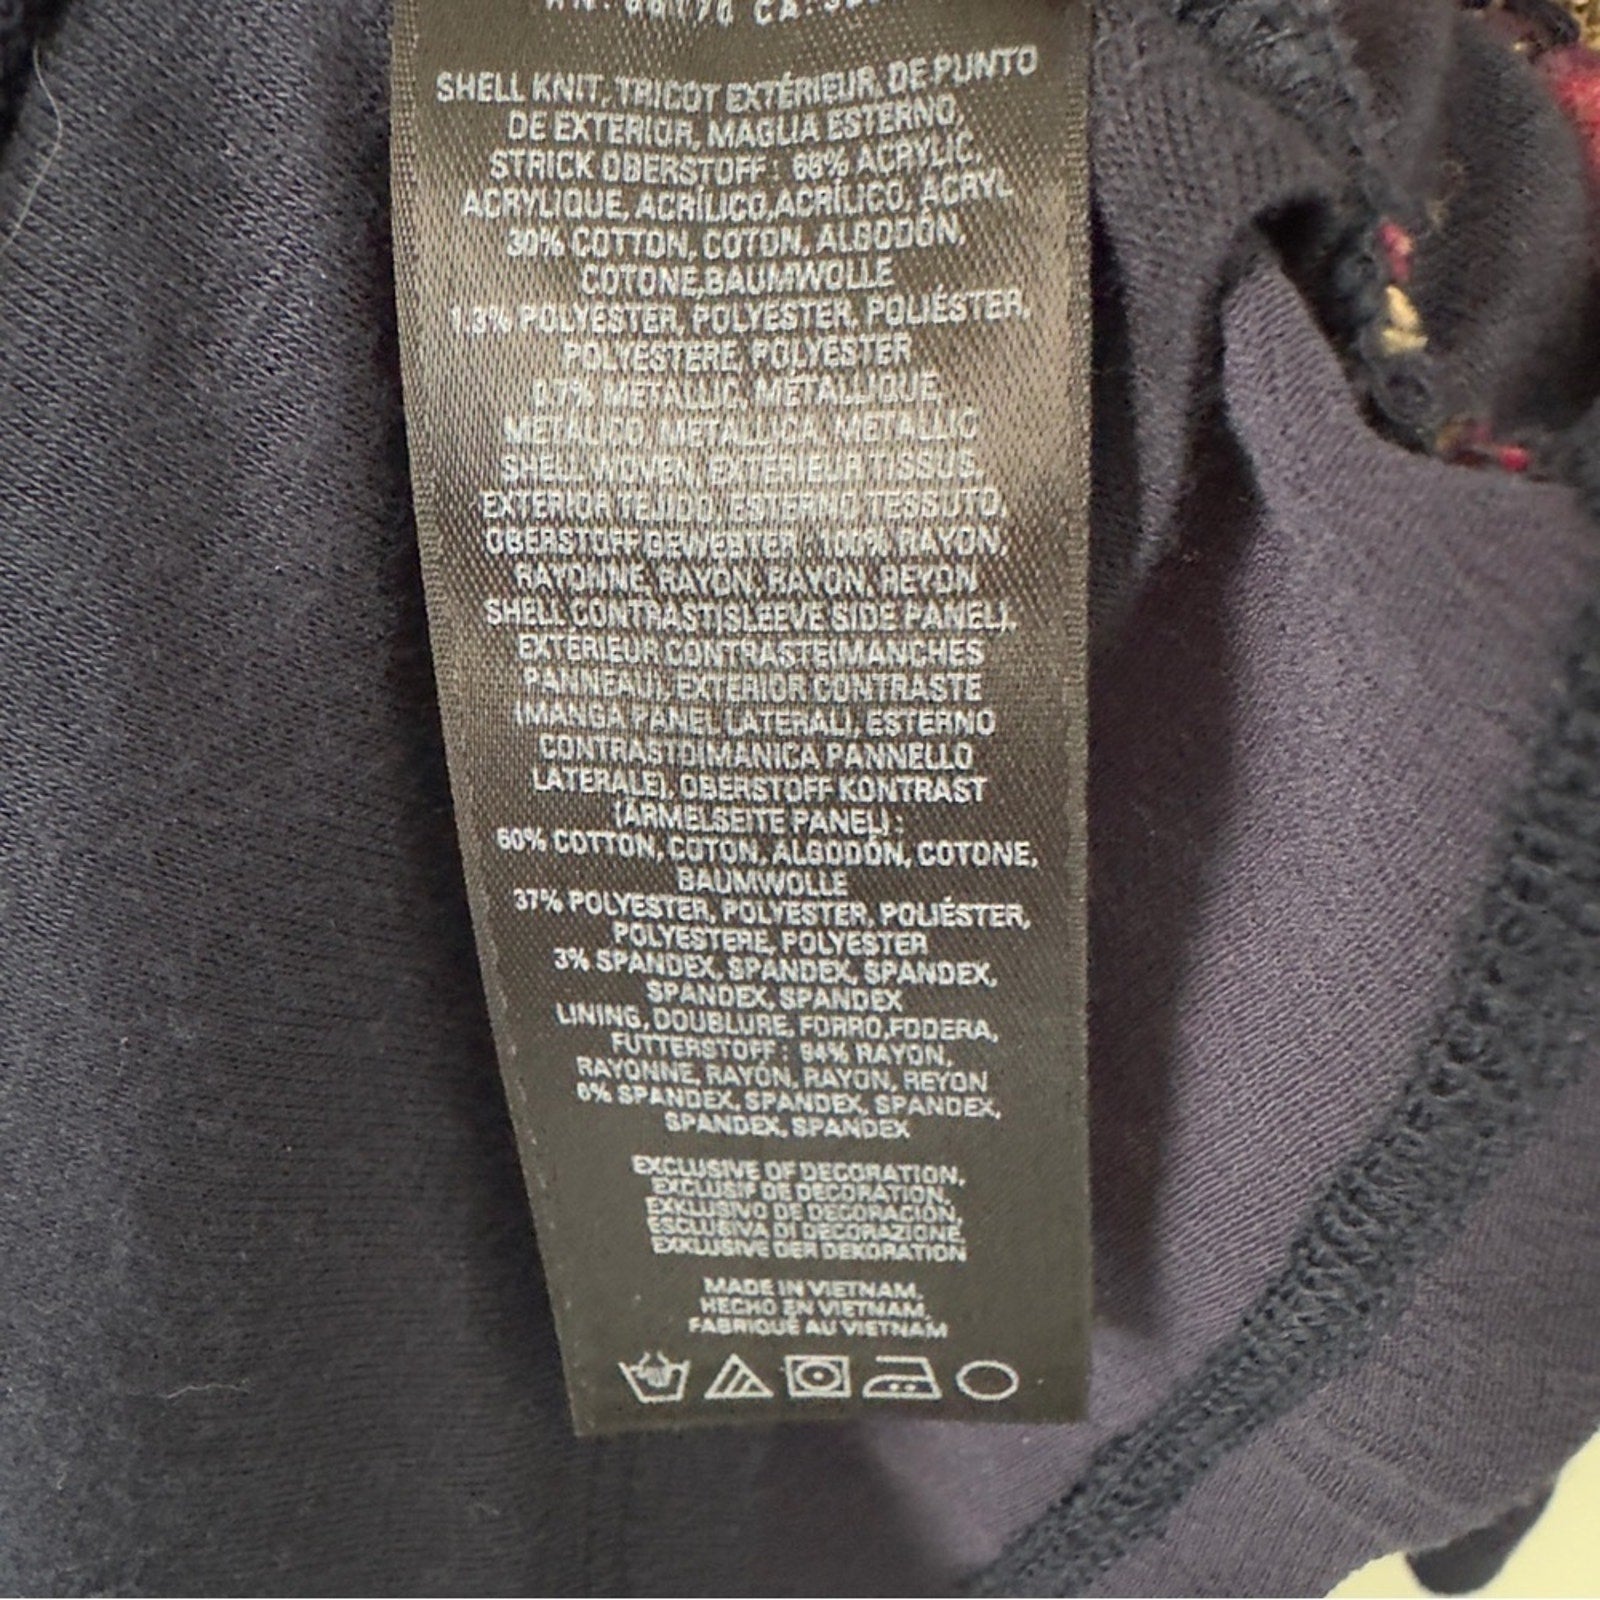 SHELL KNIT, TRICOT EXTÉRIEUR, DE PUNTO
DE EXTERIOR, MAGLIA ESTERNO,
STRICK OBERSTOFF : 68% ACRYLIC,
ACRYLIQUE, ACRÍLICO,ACRÍLICO, ACRYL
30% COTTON, COTON, ALGODÓN,
COTONE,BAUMWOLLE
1.3% POLYESTER, POLYESTER, POLIÉSTER,
POLYESTERE, POLYESTER
0.7% METALLIC, MÉTALLIQUE,
METALICO, METALLICA, METALLIC
SHELL WOVEN, EXTÉRIEUR TISSUS,
EXTERIOR TEJIDO, ESTERNO TESSUTO,
OBERSTOFF GEWEBTER : 100% RAYON,
RAYONNE, RAYÓN, RAYON, REYON
SHELL CONTRAST(SLEEVE SIDE PANEL),
EXTÉRIEUR CONTRASTE(MANCHES
PANNEAU), EXTERIOR CONTRASTE
(MANGA PANEL LATERAL), ESTERNO
CONTRASTO(MANICA PANNELLO
LATERALE), OBERSTOFF KONTRAST
(ÄRMELSEITE PANEL) :
60% COTTON, COTON, ALGODÓN, COTONE,
BAUMWOLLE
37% POLYESTER, POLYESTER, POLIÉSTER,
POLYESTERE, POLYESTER
3% SPANDEX, SPANDEX, SPANDEX,
SPANDEX, SPANDEX
LINING, DOUBLURE, FORRO,FODERA,
FUTTERSTOFF : 94% RAYON,
RAYONNE, RAYÓN, RAYON, REYON
6% SPANDEX, SPANDEX, SPANDEX,
SPANDEX, SPANDEX
EXCLUSIVE OF DECORATION,
EXCLUSIF DE DECORATION,
EXKLUSIVO DE DECORACIÓN,
ESCLUSIVA DI DECORAZIONE,
EXKLUSIVE DER DEKORATION
MADE IN VIETNAM,
HECHO EN VIETNAM,
FABRIQUÉ AU VIETNAM